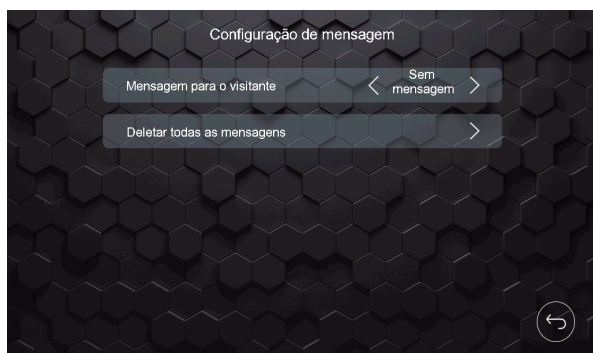 Configuração de mensagem
Mensagem para o visitante
Sem
mensagem
Deletar todas as mensagens